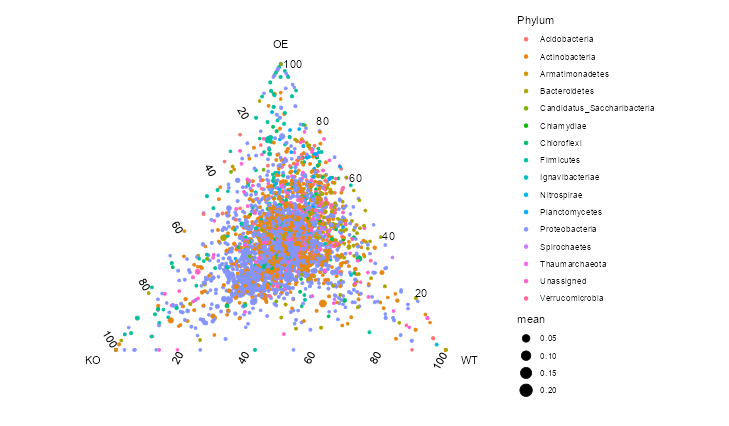 OE
100
20
80
40
60
60
40
80
20
100
KO
20
40
60
80
100
WT
Phylum
Acidobacteria
Actinobacteria
Armatimonadetes
Bacteroidetes
Candidatus_Saccharibacteria
Chlamydiae
Chloroflexi
Firmicutes
Ignavibacteriae
Nitrospirae
Planctomycetes
Proteobacteria
Spirochaetes
Thaumarchaeota
Unassigned
Verrucomicrobia
mean
0.05
0.10
0.15
0.20